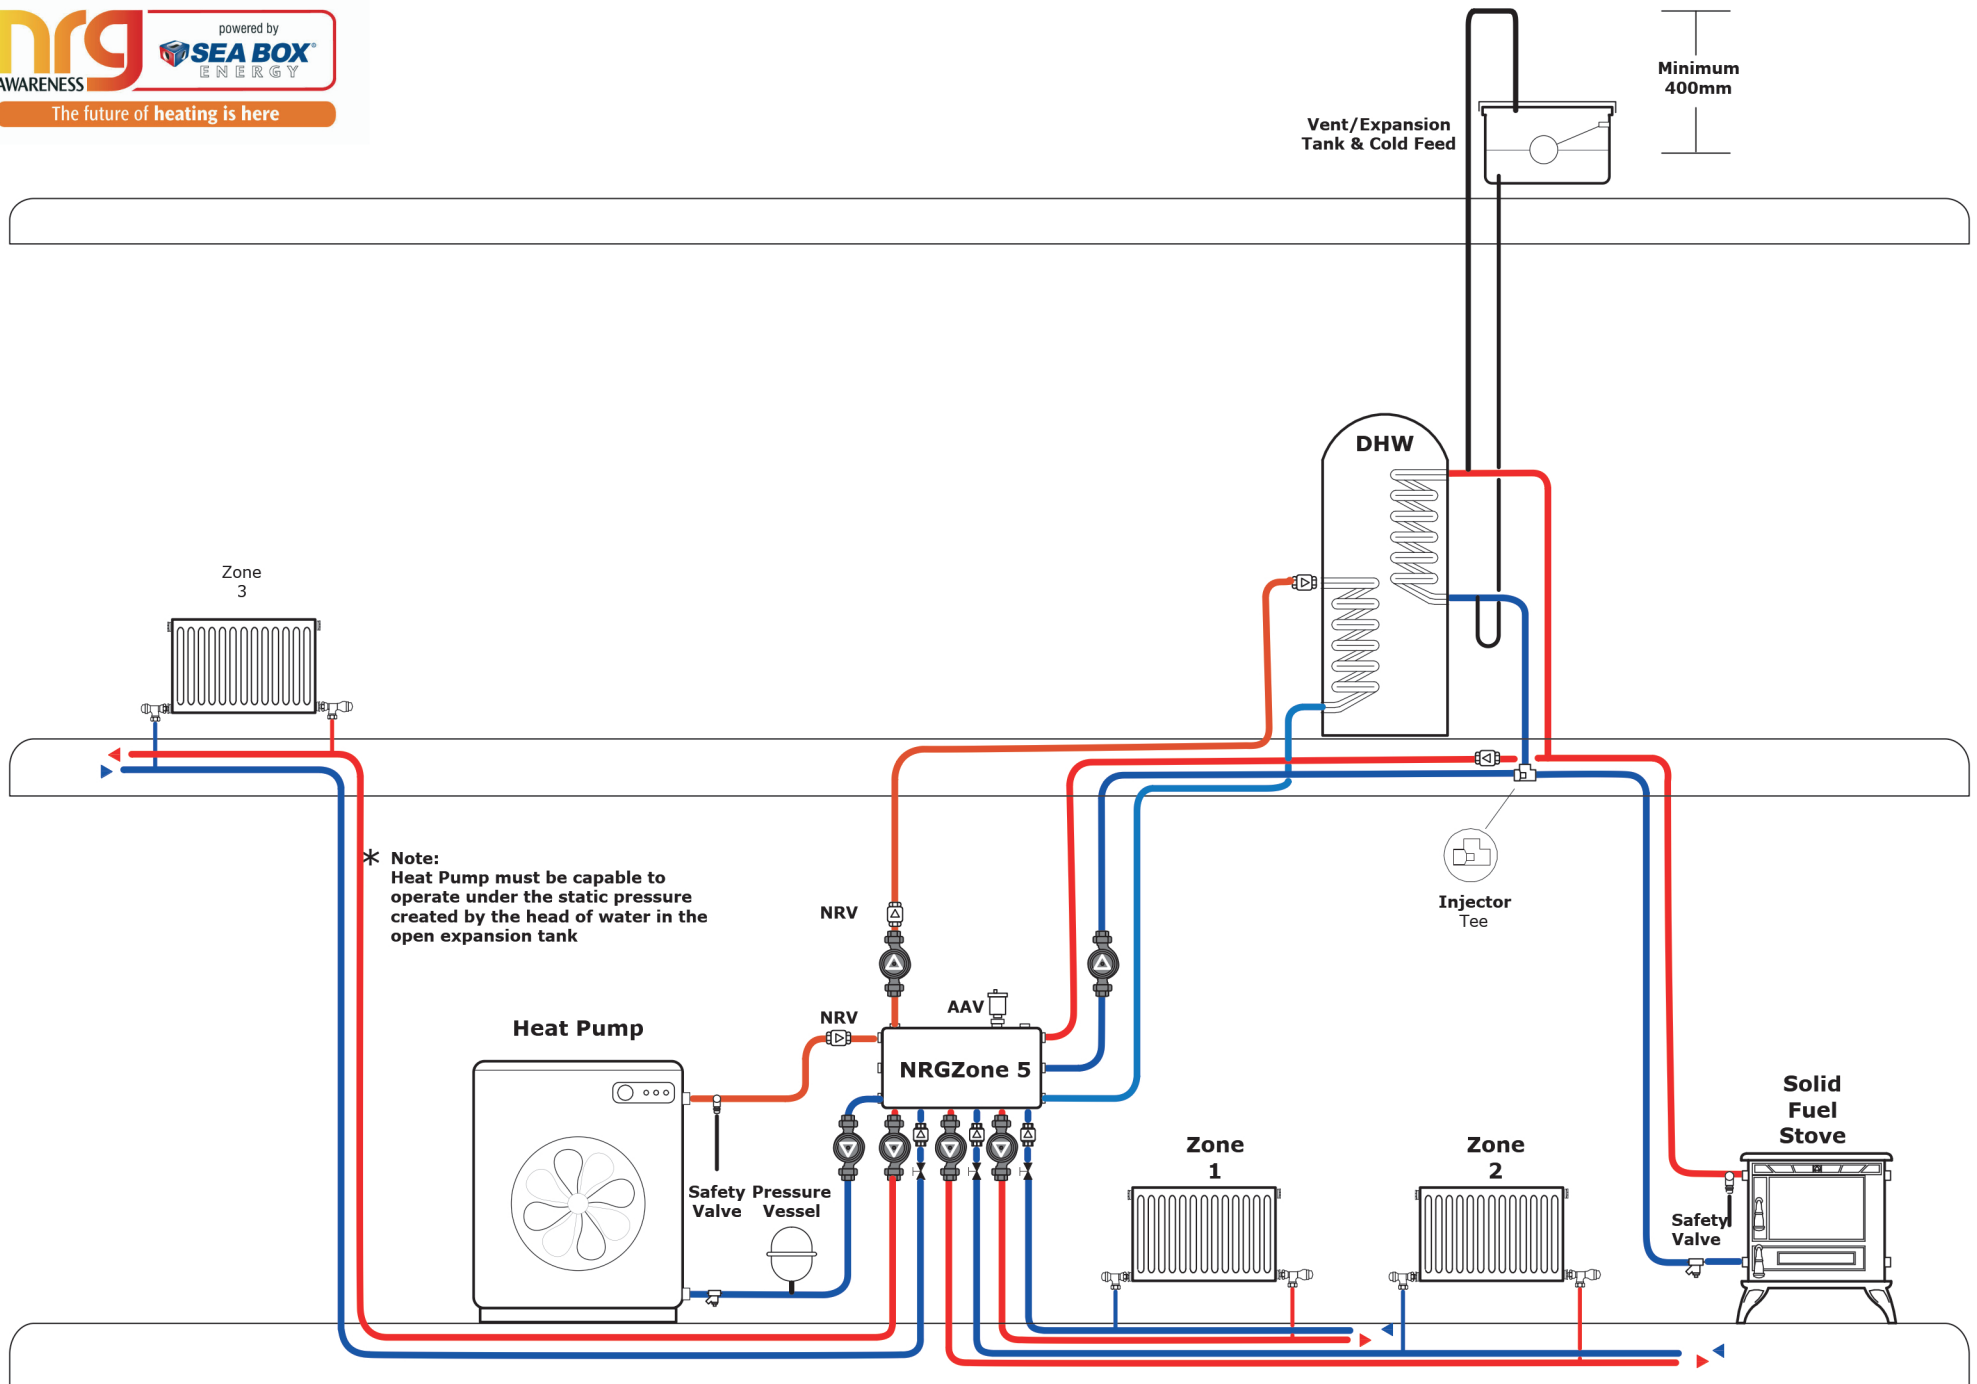 nrg
AWARENESS
powered by
SEA BOX®
ENERGY
The future of heating is here
Minimum
400mm
Vent/Expansion
Tank & Cold Feed
DHW
Zone
3
* Note:
Heat Pump must be capable to
operate under the static pressure
created by the head of water in the
open expansion tank
Injector
Tee
NRV
NRV
AAV
Heat Pump
NRGZone 5
Solid
Fuel
Stove
Zone
1
Zone
2
Safety
Valve
Pressure
Vessel
Safety
Valve